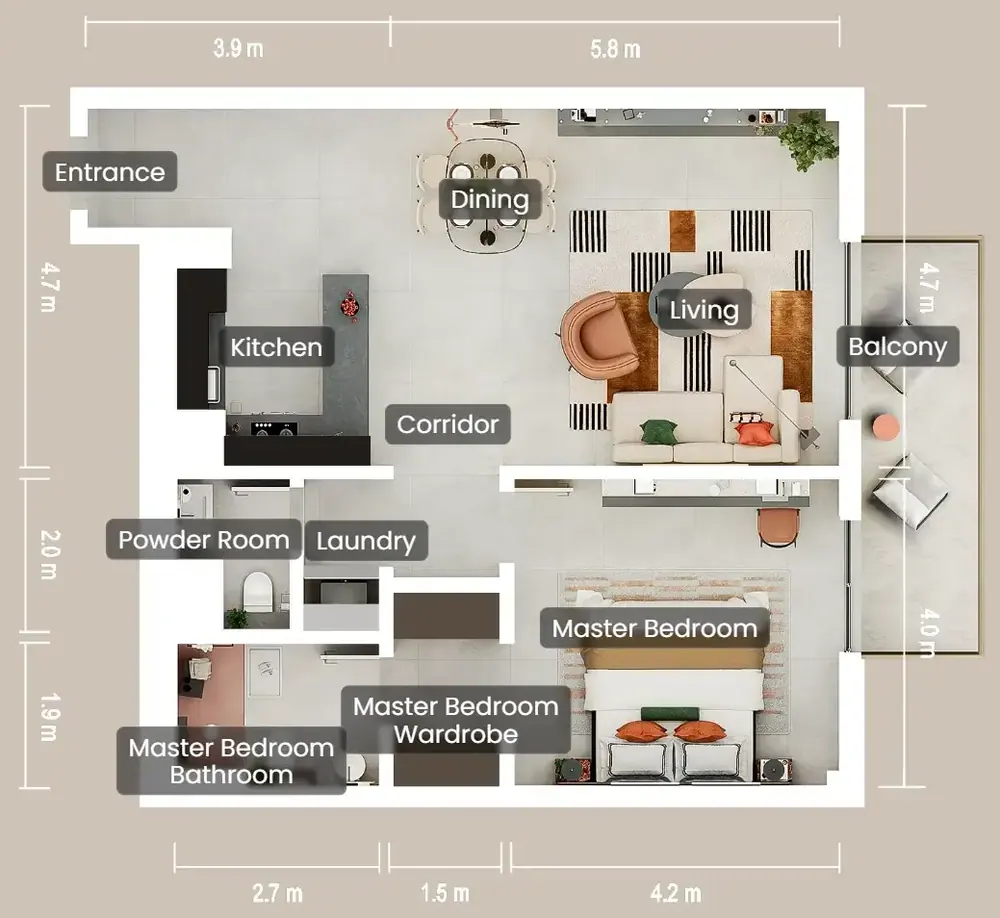 3.9 m
5.8 m
Entrance
Dining
4.7 m
4.7 m
Living
Kitchen
Balcony
Corridor
2.0 m
Powder Room
Laundry
4.0 m
Master Bedroom
1.9 m
Master Bedroom
Wardrobe
Master Bedroom
Bathroom
2.7 m
1.5 m
4.2 m